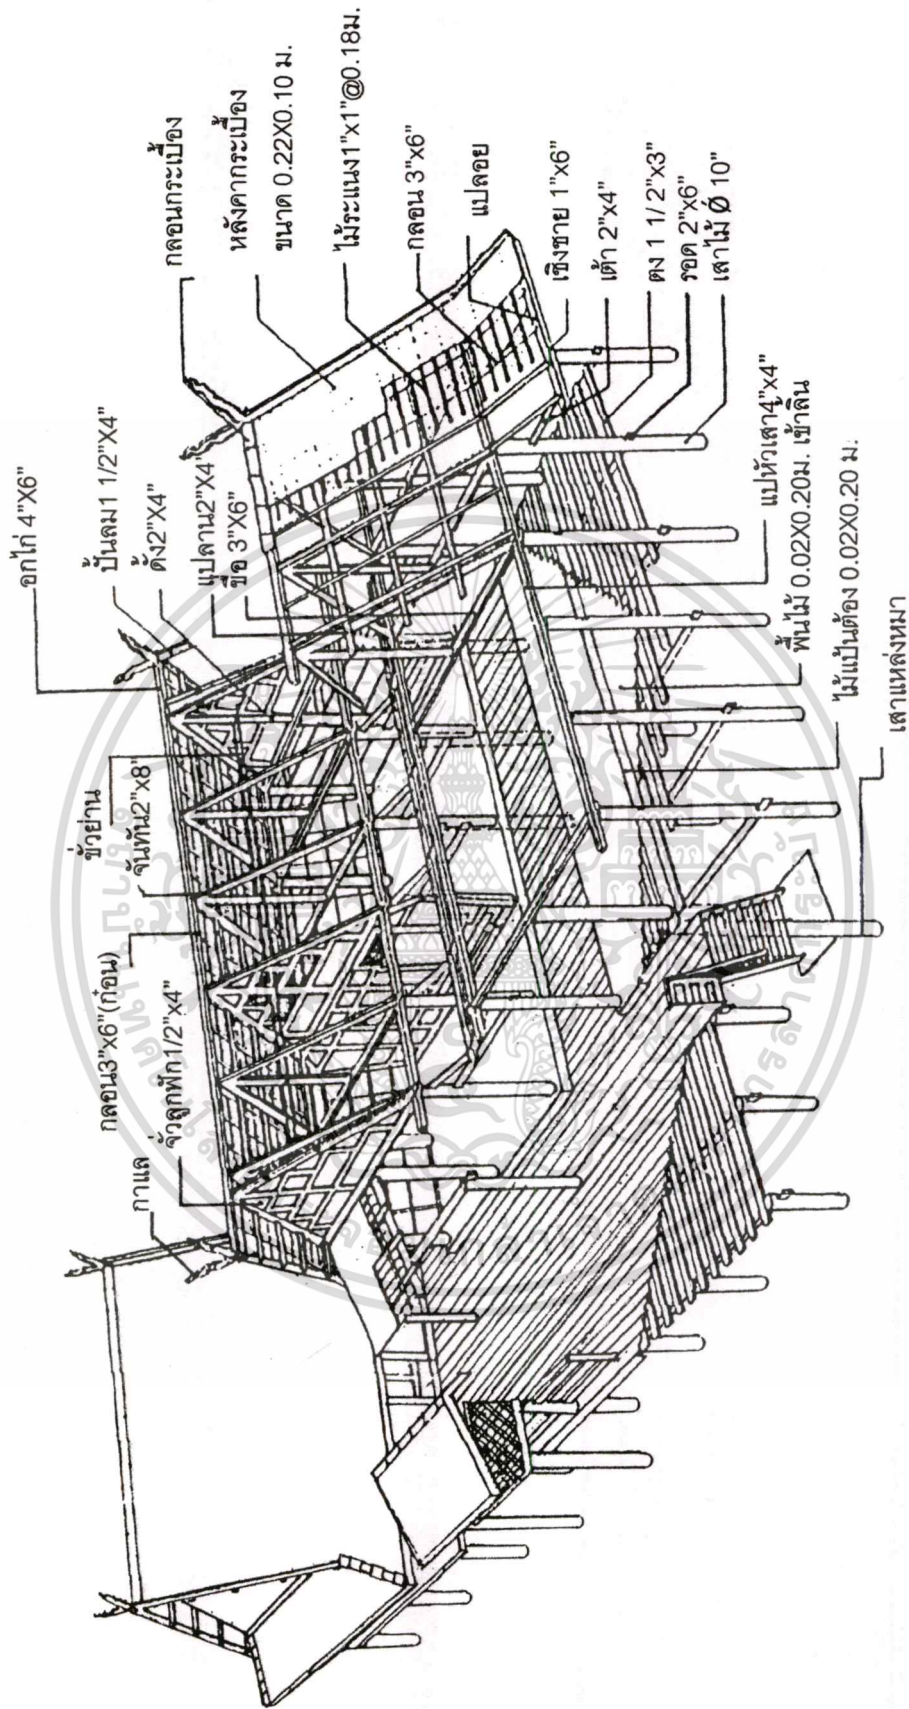 อกไก่ 4"X6"
ปั้นลม1 1/2"X4"
ดั้ง2"X4"
แปลาน2"X4"
ขื่อ 3"X6"
ขัวย่าน
จันทัน2"x8"
กลอน3"x6"(ก้อน)
กาแล
จั่วลูกฟัก1/2"x4"
กลอนกระเบื้อง
หลังคากระเบื้อง
ขนาด 0.22X0.10 ม.
ไม้ระแนง1"x1"@0.18ม.
กลอน 3"x6"
แปลอย
เชิงชาย 1"x6"
เต้า 2"x4"
ตง 1 1/2"x3"
รอด 2"x6"
เสาไม้ Ø 10"
แปหัวเสา4"x4"
พื้นไม้ 0.02X0.20ม. เข้าลิ้น
ไม้แป้นต้อง 0.02X0.20 ม.
เสาแหล่งหมา